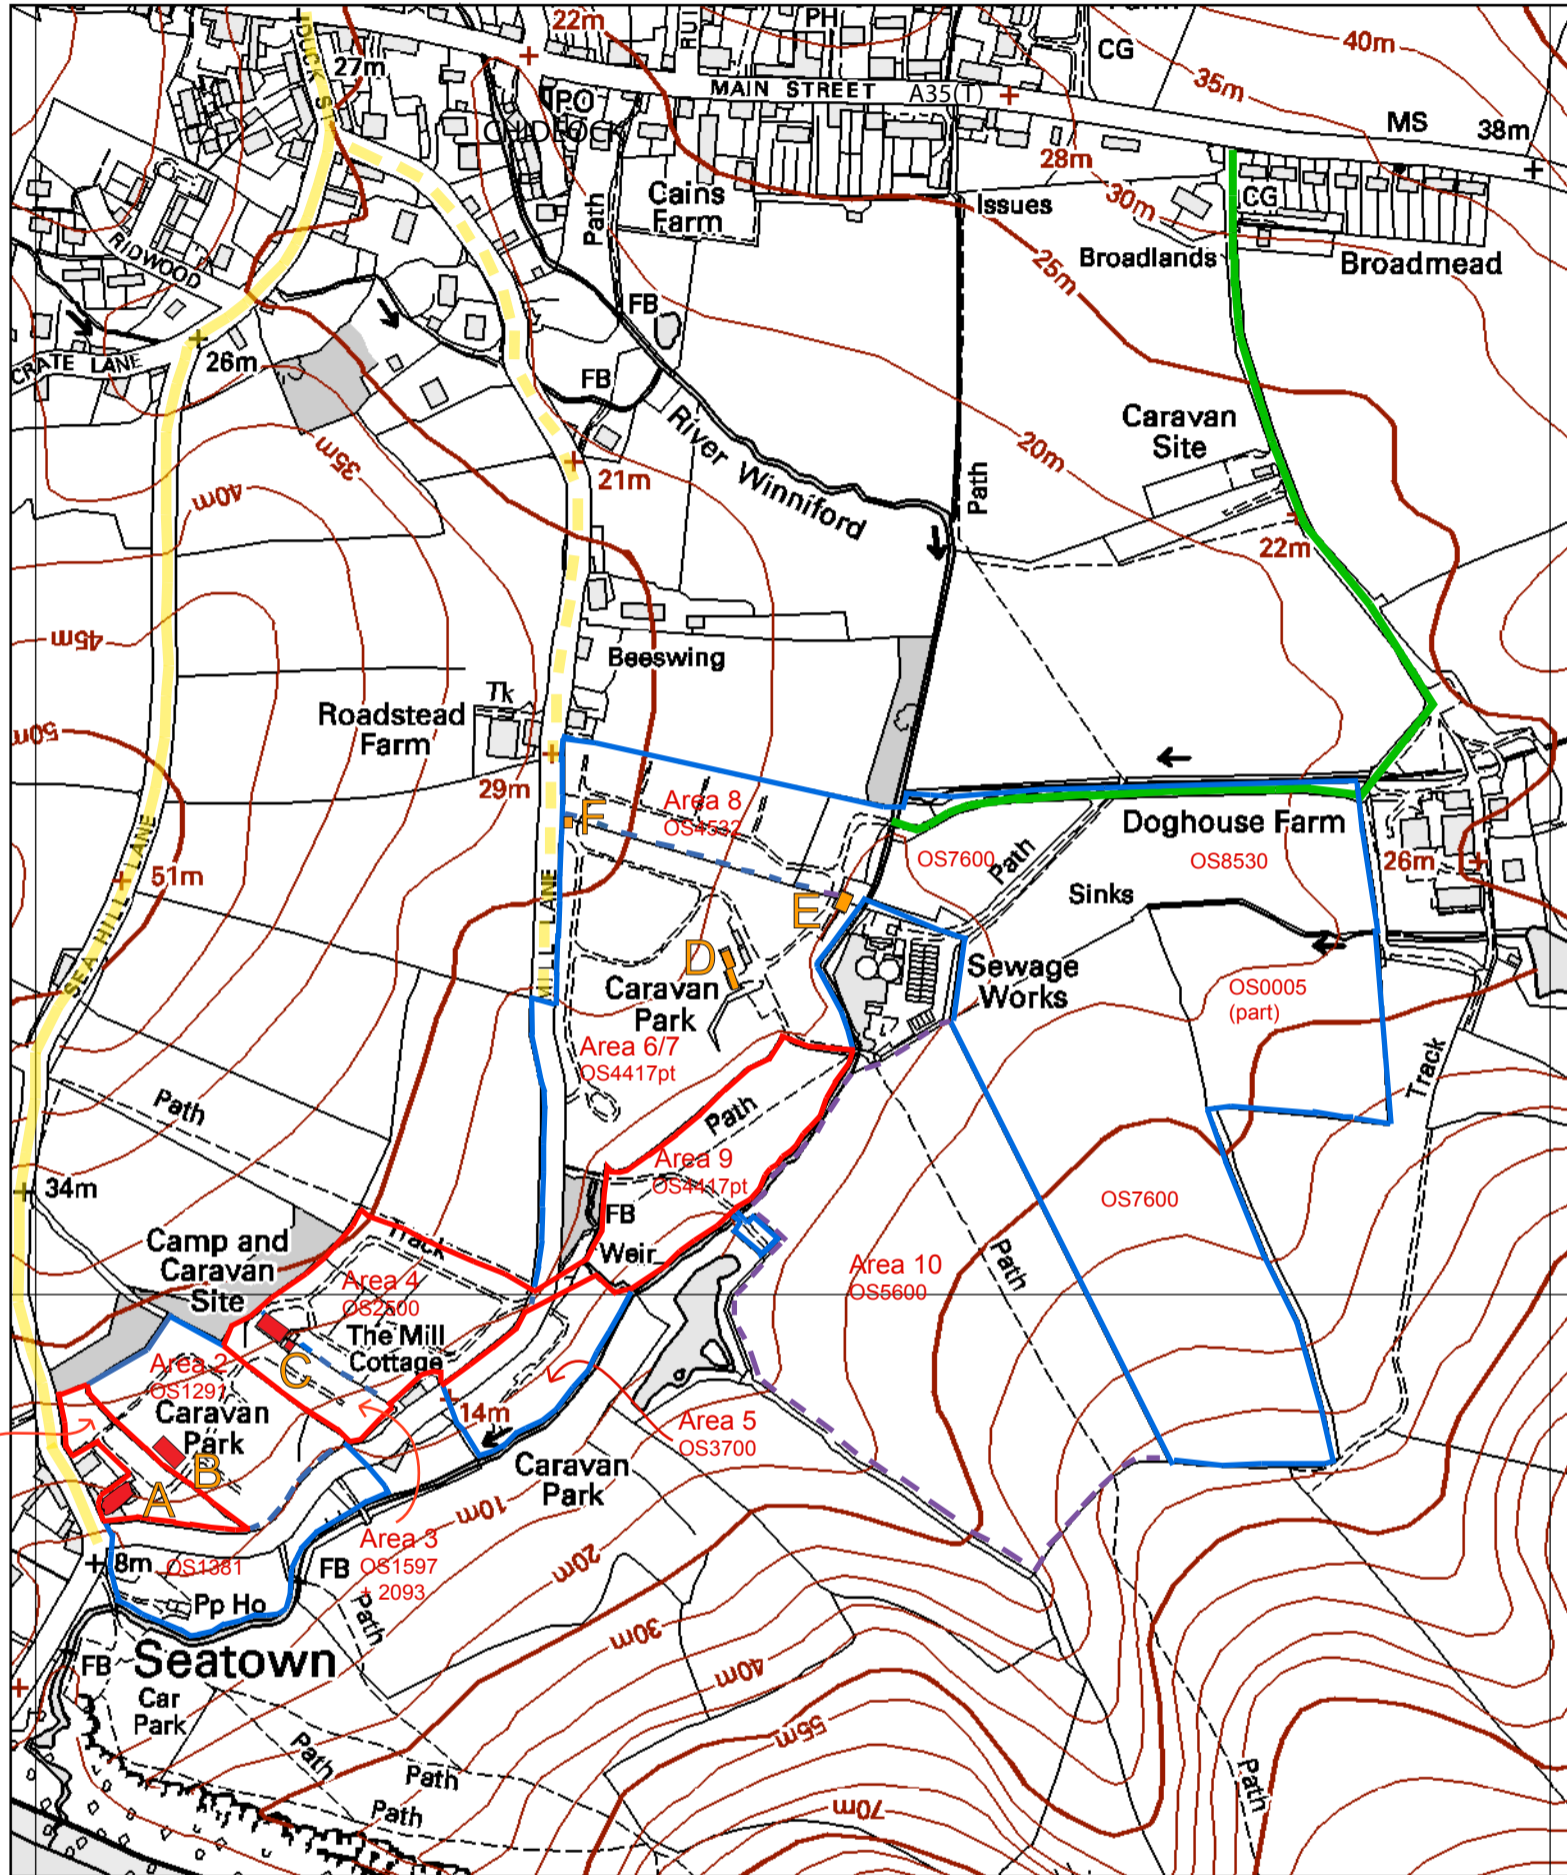 22m
PH
CG
40m
DUCK ST
27m
35m
MAIN STREET
A35(T)
MS
38m
PO
CHIDEOCK
28m
Cains
Farm
Path
Issues
30m
CG
Broadlands
Broadmead
25m
RIDWOOD
FB
CRATE LANE
26m
FB
River Winniford
Caravan
Site
20m
Path
35m
21m
40m
22m
45m
Beeswing
Tk
Roadstead
Farm
50m
29m
Area 8
OS4532
F
Doghouse Farm
OS7600
Path
OS8530
26m
MILL LANE
SEA HILL LANE
51m
E
Sinks
D
Caravan
Park
Sewage
Works
OS0005
(part)
Area 6/7
OS4417pt
Track
Path
Path
Area 9
OS4417pt
34m
OS7600
FB
Camp and
Caravan
Site
Track
Weir
Area 4
OS2500
Area 10
OS5600
Path
The Mill
Cottage
Area 2
OS1291
C
Caravan
Park
14m
Area 5
OS3700
B
A
Caravan
Park
10m
Area 3
OS1597
+ 2093
8m
OS1381
FB
20m
Pp Ho
Path
30m
Seatown
FB
40m
Car
Park
55m
Path
Path
Path
70m
Path